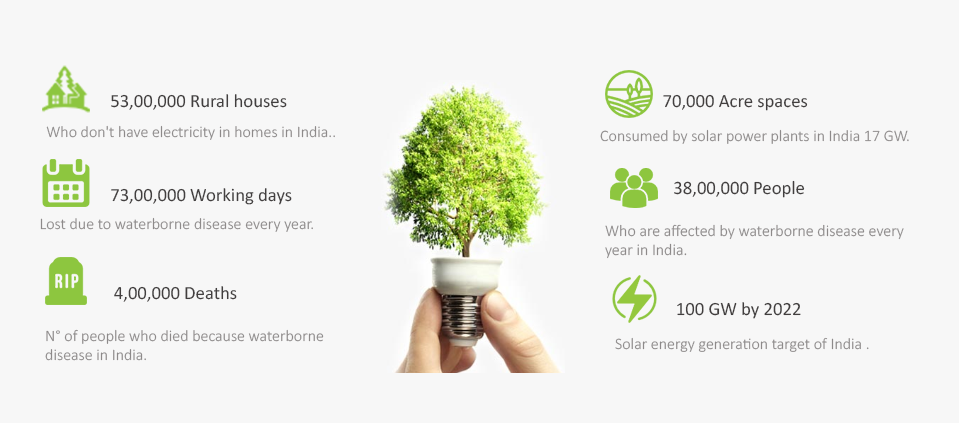 53,00,000 Rural houses
Who don't have electricity in homes in India..
73,00,000 Working days
Lost due to waterborne disease every year.
RIP
4,00,000 Deaths
N° of people who died because waterborne
disease in India.
70,000 Acre spaces
Consumed by solar power plants in India 17 GW.
38,00,000 People
Who are affected by waterborne disease every
year in India.
100 GW by 2022
Solar energy generation target of India .